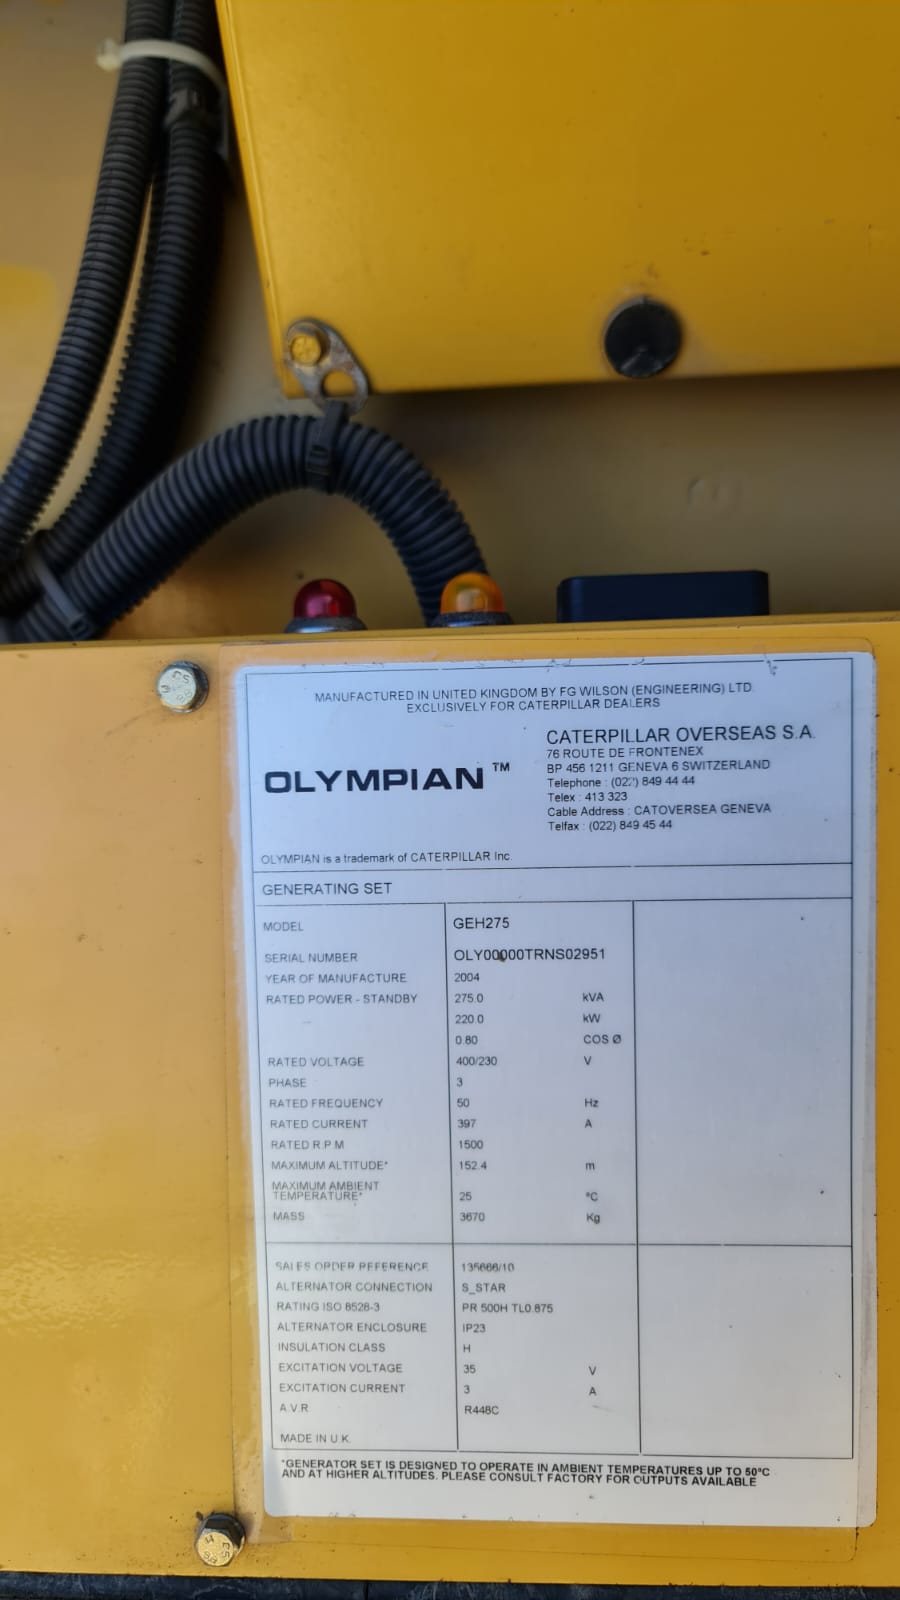 MANUFACTURED IN UNITED KINGDOM BY FG WILSON (ENGINEERING) LTD
EXCLUSIVELY FOR CATERPILLAR DEALERS
OLYMPIAN™
CATERPILLAR OVERSEAS S.A.
76 ROUTE DE FRONTENEX
BP 456 1211 GENEVA 6 SWITZERLAND
Telephone : (022) 849 44 44
Telex : 413 323
Cable Address : CATOVERSEA GENEVA
Telfax : (022) 849 45 44
OLYMPIAN is a trademark of CATERPILLAR Inc.
GENERATING SET
MODEL GEH275
SERIAL NUMBER OLY00000TRNS02951
YEAR OF MANUFACTURE 2004
RATED POWER - STANDBY 275.0 kVA
220.0 kW
0.80 COS Ø
RATED VOLTAGE 400/230 V
PHASE 3
RATED FREQUENCY 50 Hz
RATED CURRENT 397 A
RATED R.P.M 1500
MAXIMUM ALTITUDE* 152.4 m
MAXIMUM AMBIENT
TEMPERATURE* 25 °C
MASS 3670 Kg
SALES ORDER REFERENCE 135666/10
ALTERNATOR CONNECTION S_STAR
RATING ISO 8528-3 PR 500H TL0.875
ALTERNATOR ENCLOSURE IP23
INSULATION CLASS H
EXCITATION VOLTAGE 35 V
EXCITATION CURRENT 3 A
A.V.R R448C
MADE IN U.K.
*GENERATOR SET IS DESIGNED TO OPERATE IN AMBIENT TEMPERATURES UP TO 50°C
AND AT HIGHER ALTITUDES. PLEASE CONSULT FACTORY FOR OUTPUTS AVAILABLE